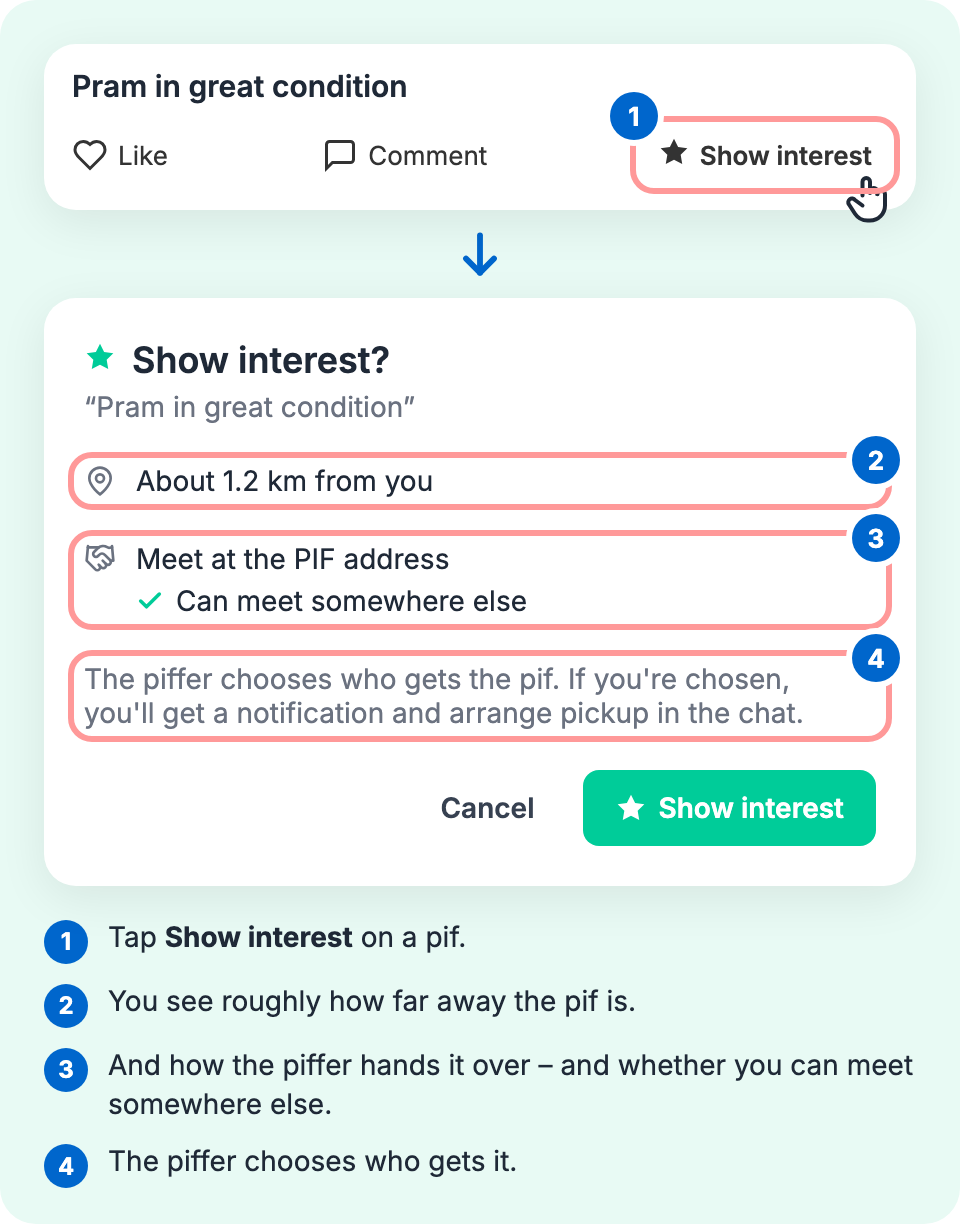 Pram in great condition
1
Like
Comment
Show interest
Show interest?
“Pram in great condition”
About 1.2 km from you
2
Meet at the PIF address
3
Can meet somewhere else
The piffer chooses who gets the pif. If you're chosen,
4
you'll get a notification and arrange pickup in the chat.
Cancel
Show interest
1 Tap Show interest on a pif.
2 You see roughly how far away the pif is.
3 And how the piffer hands it over – and whether you can meet
somewhere else.
4 The piffer chooses who gets it.